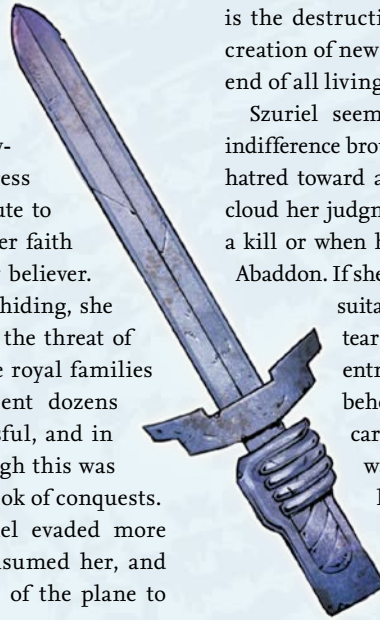 ess
ute to
er faith
believer.
hiding, she
the threat of
e royal families
ent dozens
sful, and in
gh this was
ok of conquests.
el evaded more
sumed her, and
of the plane to
is the destructi
creation of new
end of all living
Szuriel seem
indifference brou
hatred toward a
cloud her judgm
a kill or when h
Abaddon. If she
suita
tear
entr
beh
car
w